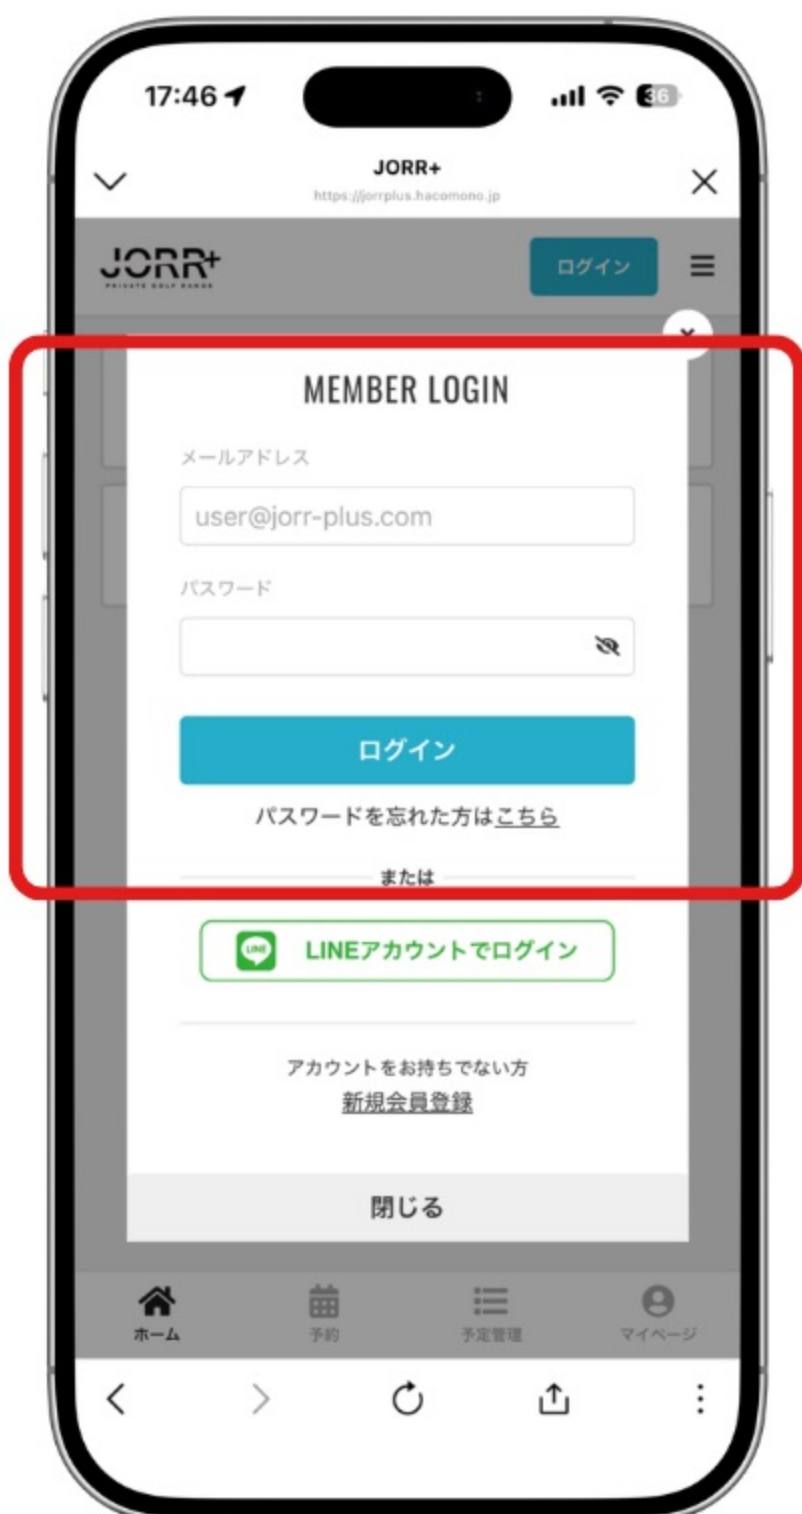 17:46
36
JORR+
https://jorrplus.hacomono.jp
JORR+
PRIVATE GOLF RANGE
ログイン
MEMBER LOGIN
メールアドレス
user@jorr-plus.com
パスワード
ログイン
パスワードを忘れた方はこちら
または
LINE
LINEアカウントでログイン
アカウントをお持ちでない方
新規会員登録
閉じる
ホーム
予約
予定管理
マイページ